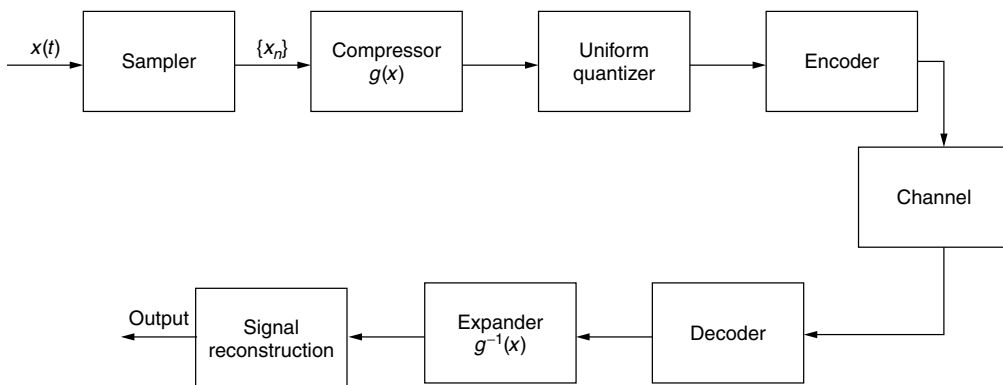 x(t)
Sampler
{xₙ}
Compressor
g(x)
Uniform
quantizer
Encoder
Channel
Decoder
Expander
g⁻¹(x)
Signal
reconstruction
Output